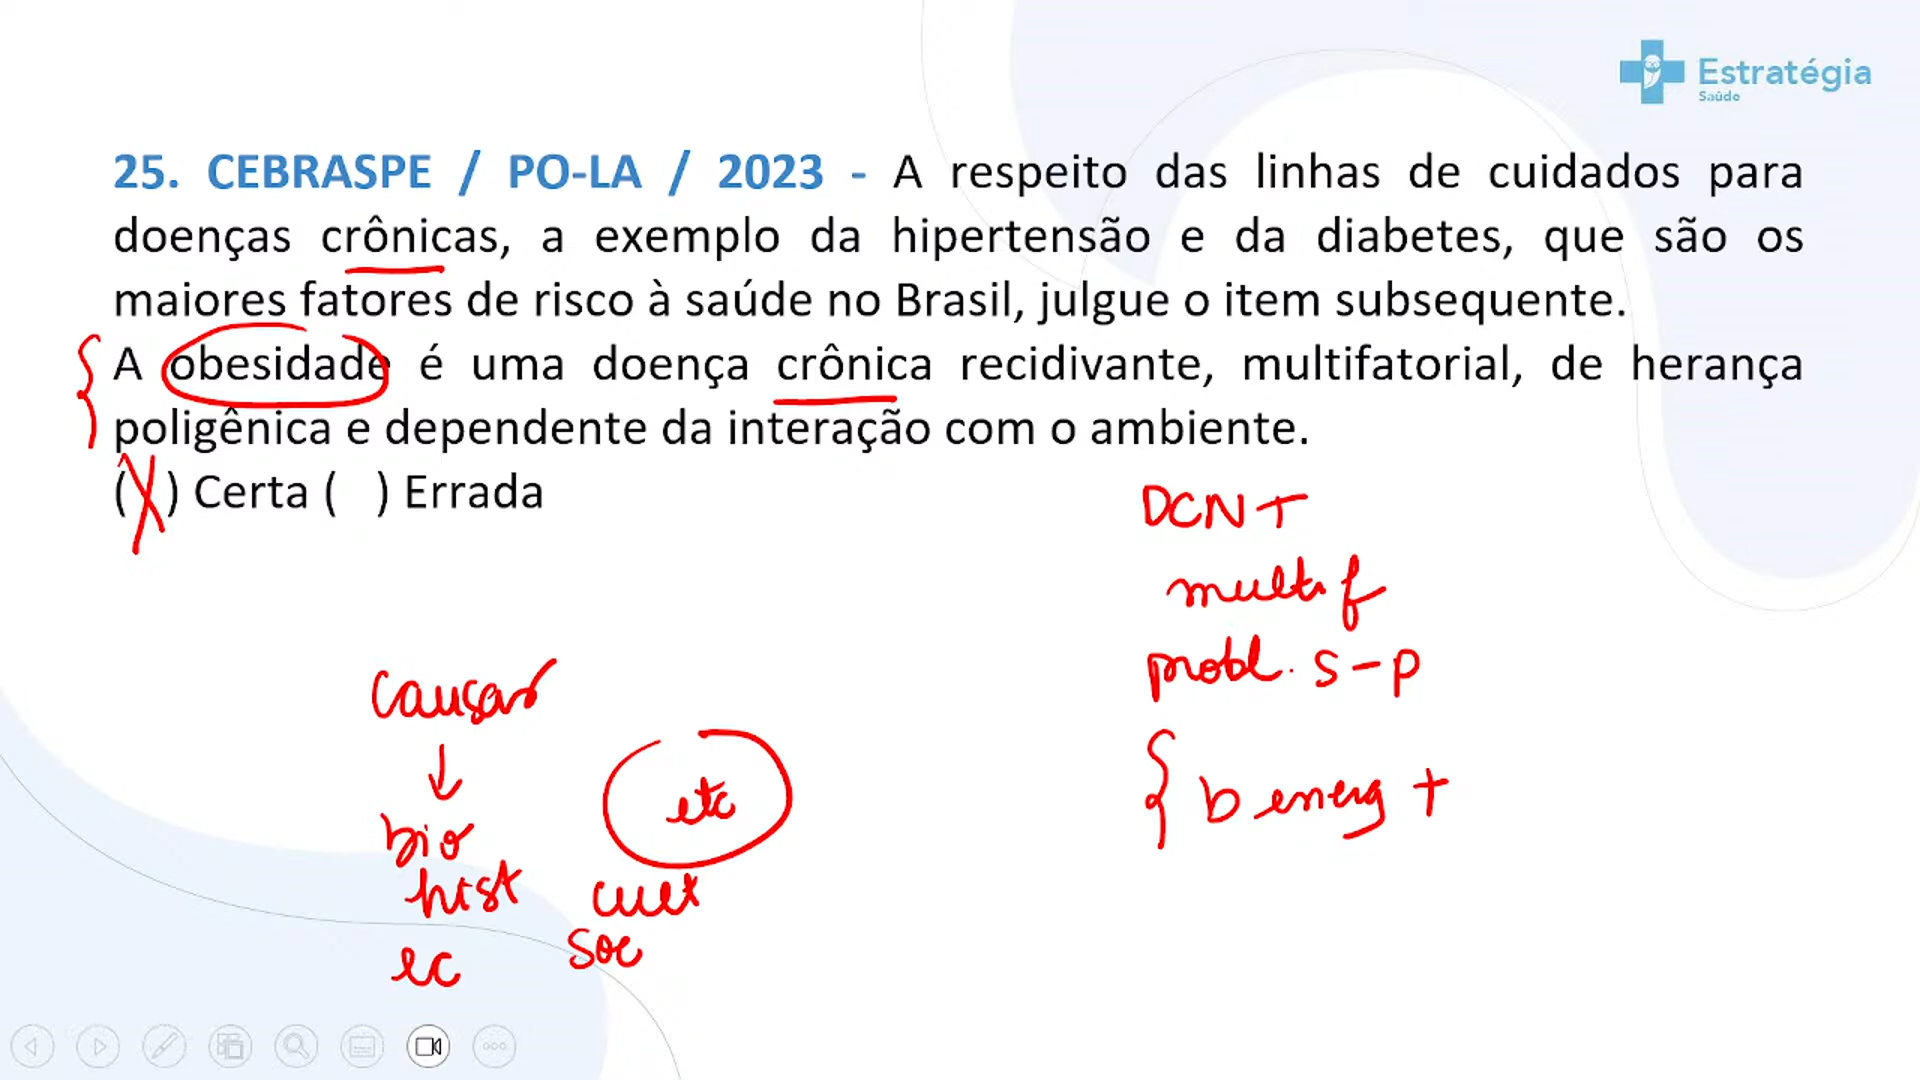 Estratégia
Saúde
25. CEBRASPE / PO-LA / 2023 - A respeito das linhas de cuidados para
doenças crônicas, a exemplo da hipertensão e da diabetes, que são os
maiores fatores de risco à saúde no Brasil, julgue o item subsequente.
A obesidade é uma doença crônica recidivante, multifatorial, de herança
poligênica e dependente da interação com o ambiente.
(X) Certa ( ) Errada
DCNT
multif
probl. S-P
b energ +
causas
↓
bio
hist
ec
etc
cult
soc